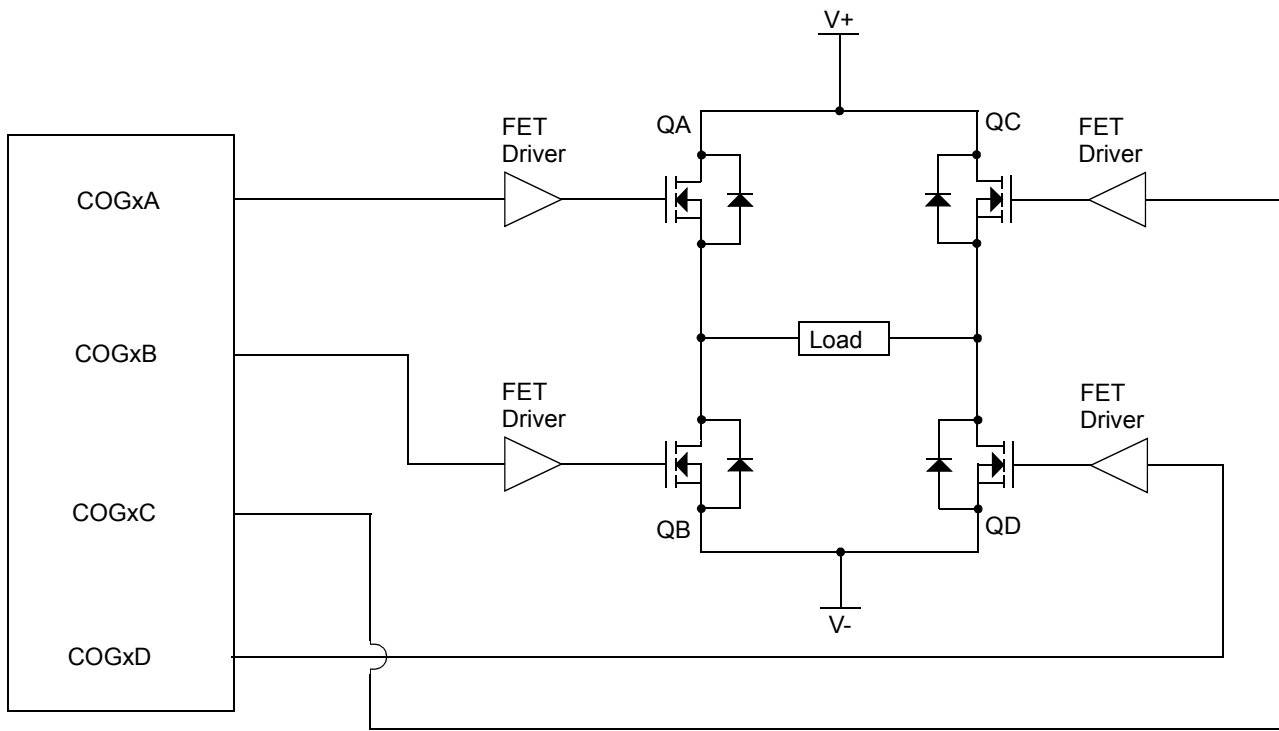 V+
QA
QC
FET
Driver
FET
Driver
COGxA
COGxB
Load
FET
Driver
FET
Driver
COGxC
QB
QD
V-
COGxD